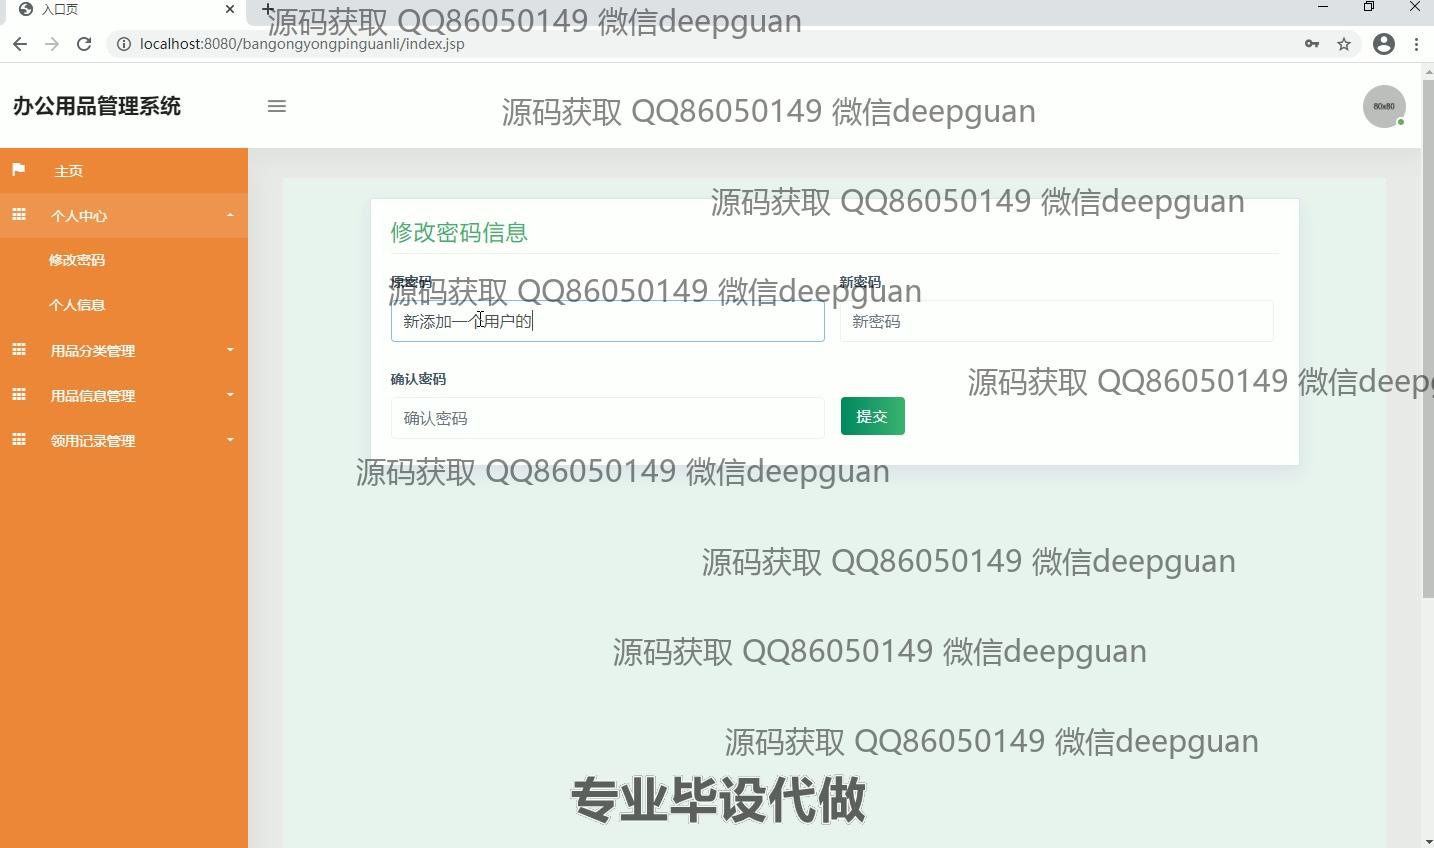 入口页
源码获取 QQ86050149 微信deepguan
localhost:8080/bangongyongpinguanli/index.jsp
办公用品管理系统
源码获取 QQ86050149 微信deepguan
80x80
主页
个人中心
修改密码
个人信息
用品分类管理
用品信息管理
领用记录管理
源码获取 QQ86050149 微信deepguan
修改密码信息
原密码
新密码
源码获取 QQ86050149 微信deepguan
新添加一个用户的
新密码
确认密码
源码获取 QQ86050149 微信deep
确认密码
提交
源码获取 QQ86050149 微信deepguan
源码获取 QQ86050149 微信deepguan
源码获取 QQ86050149 微信deepguan
源码获取 QQ86050149 微信deepguan
专业毕设代做